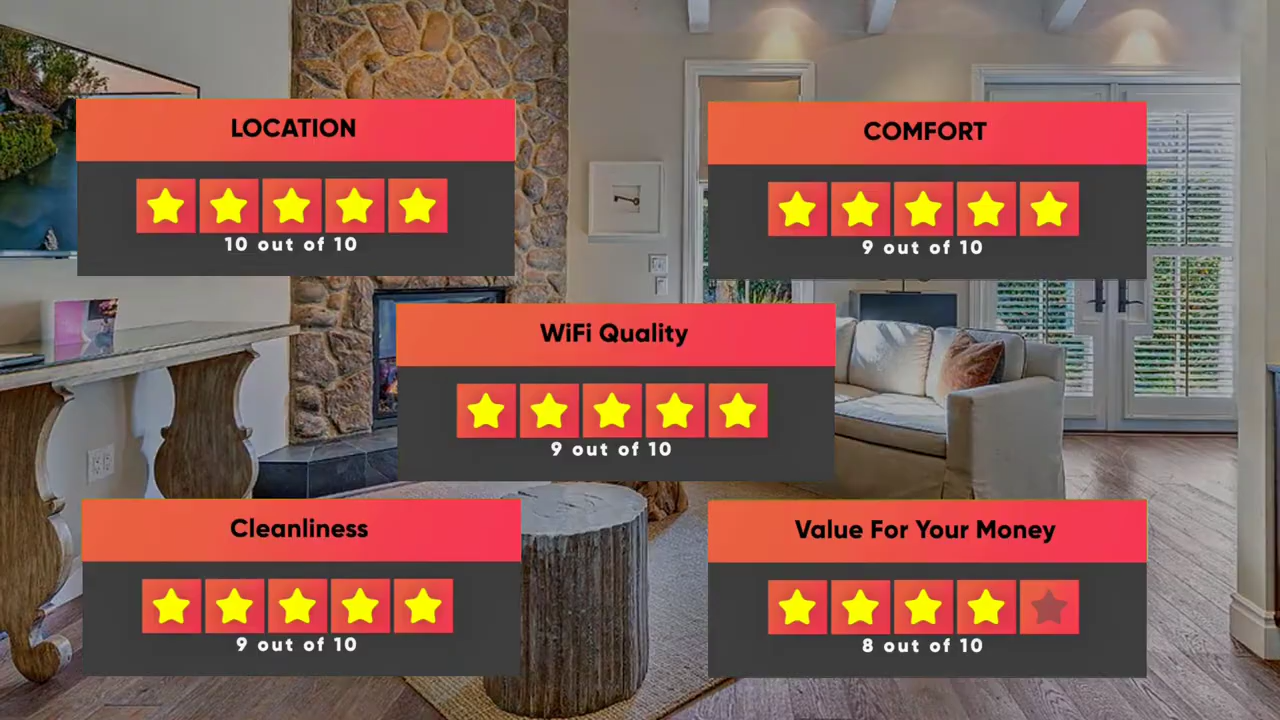 LOCATION
10 out of 10
COMFORT
9 out of 10
WiFi Quality
9 out of 10
Cleanliness
9 out of 10
Value For Your Money
8 out of 10